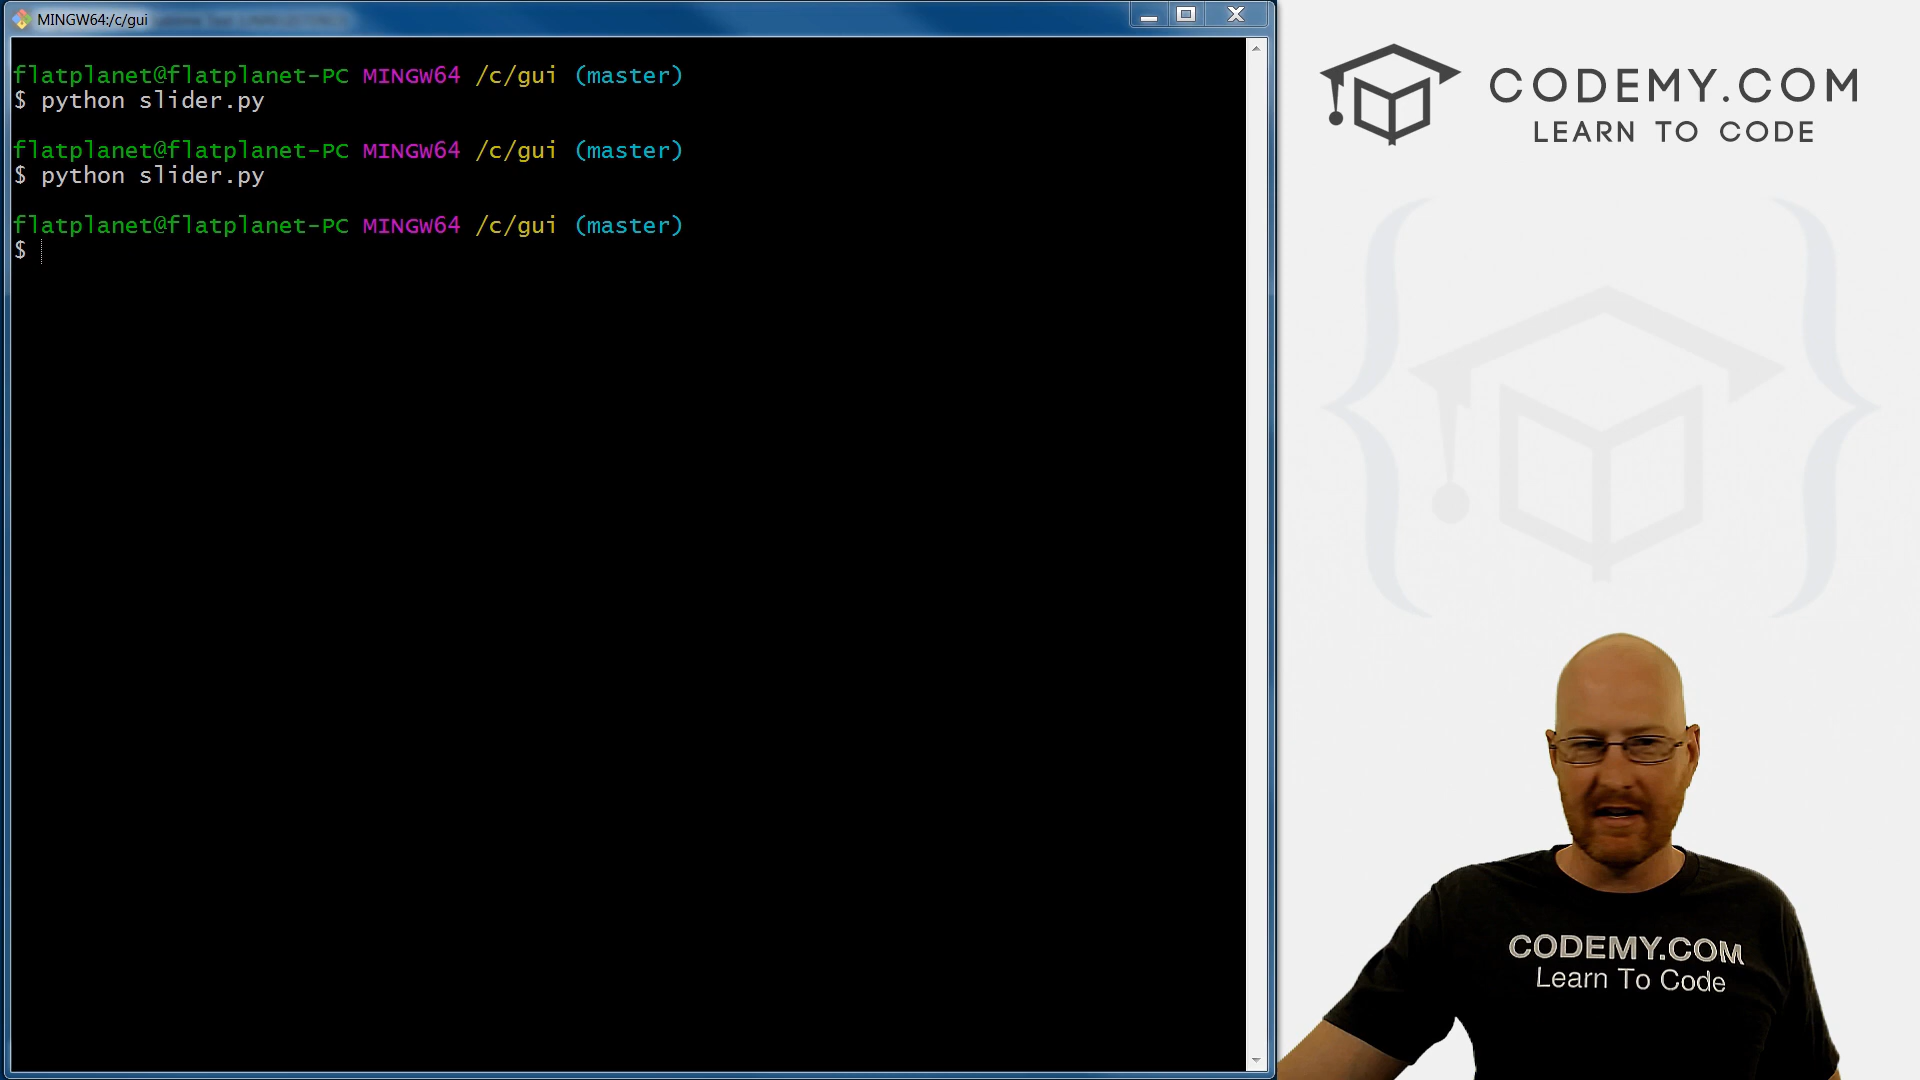 MINGW64:/c/gui
flatplanet@flatplanet-PC MINGW64 /c/gui (master)
$ python slider.py
flatplanet@flatplanet-PC MINGW64 /c/gui (master)
$ python slider.py
flatplanet@flatplanet-PC MINGW64 /c/gui (master)
$
CODEMY.COM
LEARN TO CODE
CODEMY.COM
Learn To Code